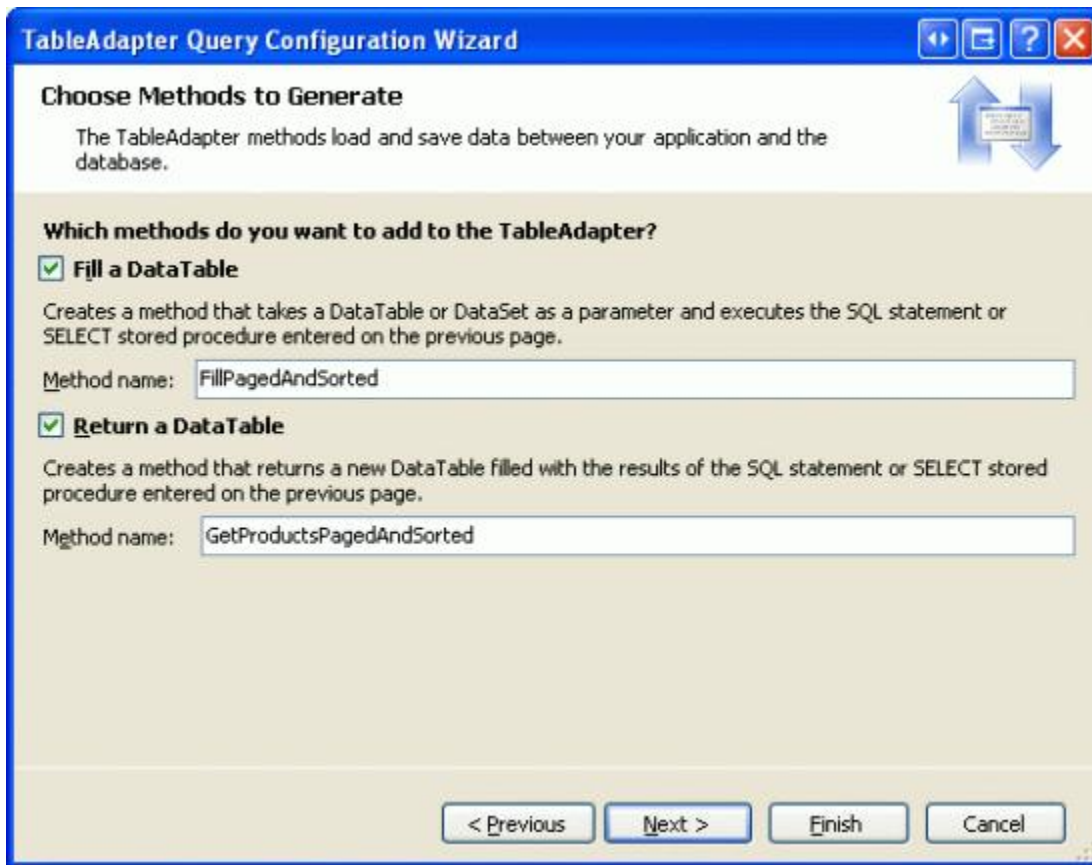 TableAdapter Query Configuration Wizard
Choose Methods to Generate
The TableAdapter methods load and save data between your application and the
database.
Which methods do you want to add to the TableAdapter?
Fill a DataTable
Creates a method that takes a DataTable or DataSet as a parameter and executes the SQL statement or
SELECT stored procedure entered on the previous page.
Method name: FillPagedAndSorted
Return a DataTable
Creates a method that returns a new DataTable filled with the results of the SQL statement or SELECT stored
procedure entered on the previous page.
Method name: GetProductsPagedAndSorted
< Previous Next > Finish Cancel